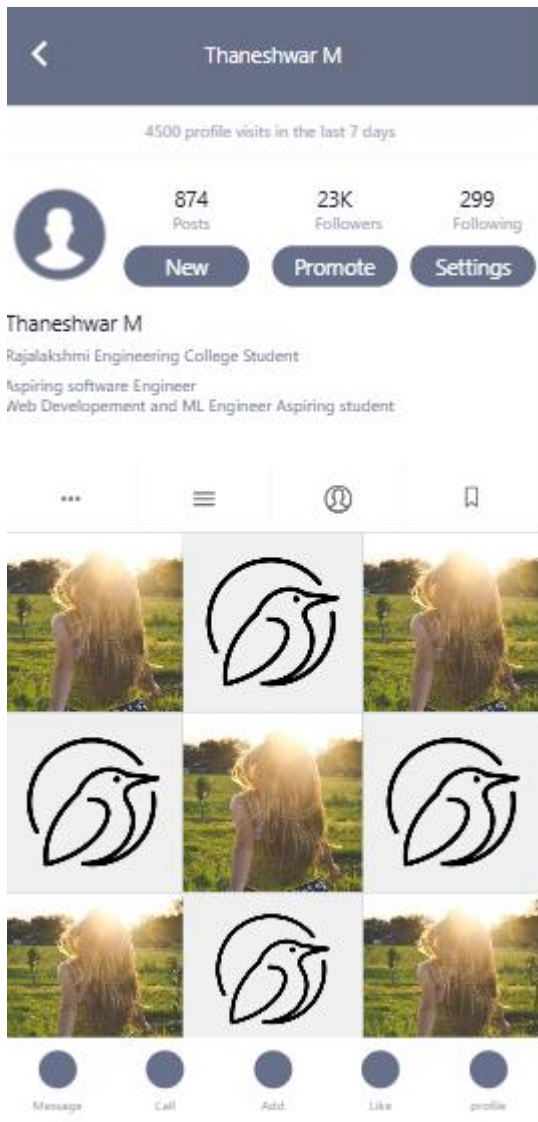 Thaneshwar M
4500 profile visits in the last 7 days
874 23K 299
Posts Followers Following
New Promote Settings
Thaneshwar M
Rajalakshmi Engineering College Student
Aspiring software Engineer
Web Developement and ML Engineer Aspiring student
Message Call Add Like profile